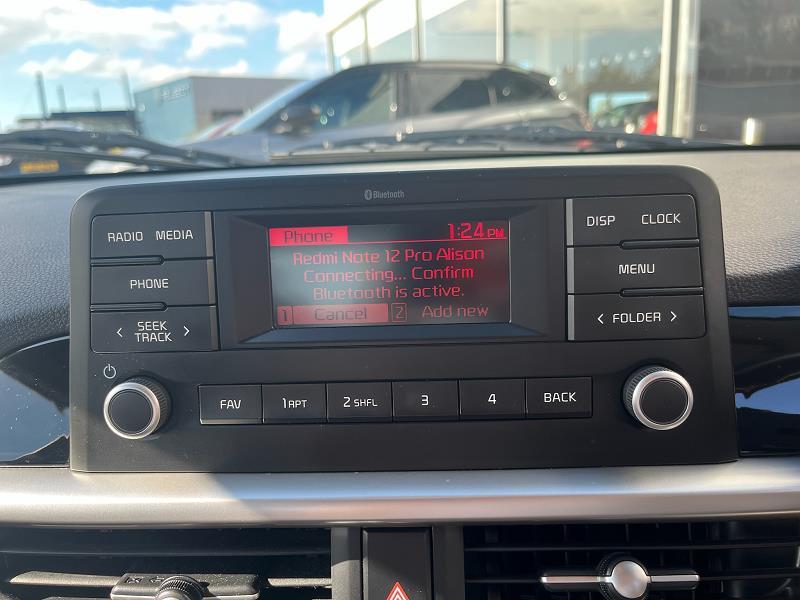 Bluetooth
RADIO MEDIA
PHONE
< SEEK TRACK >
Phone 1:24 PM
Redmi Note 12 Pro Alison
Connecting... Confirm
Bluetooth is active.
1 Cancel 2 Add new
DISP CLOCK
MENU
< FOLDER >
FAV 1 RPT 2 SHFL 3 4 BACK